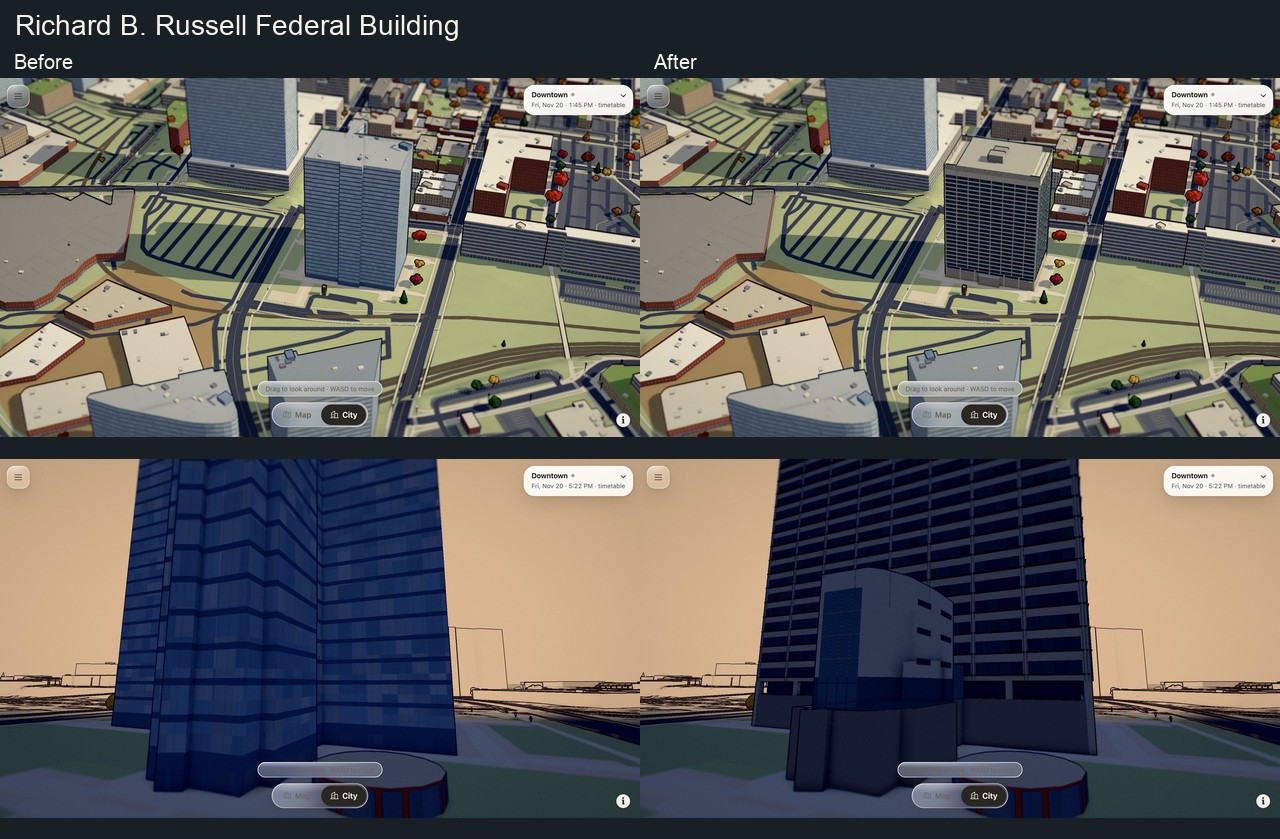 Richard B. Russell Federal Building
Before
After
Downtown
Fri, Nov 20 · 1:45 PM · timetable
Drag to look around · WASD to move
Map
City
Downtown
Fri, Nov 20 · 1:45 PM · timetable
Drag to look around · WASD to move
Map
City
Downtown
Fri, Nov 20 · 5:22 PM · timetable
Map
City
Downtown
Fri, Nov 20 · 5:22 PM · timetable
Map
City